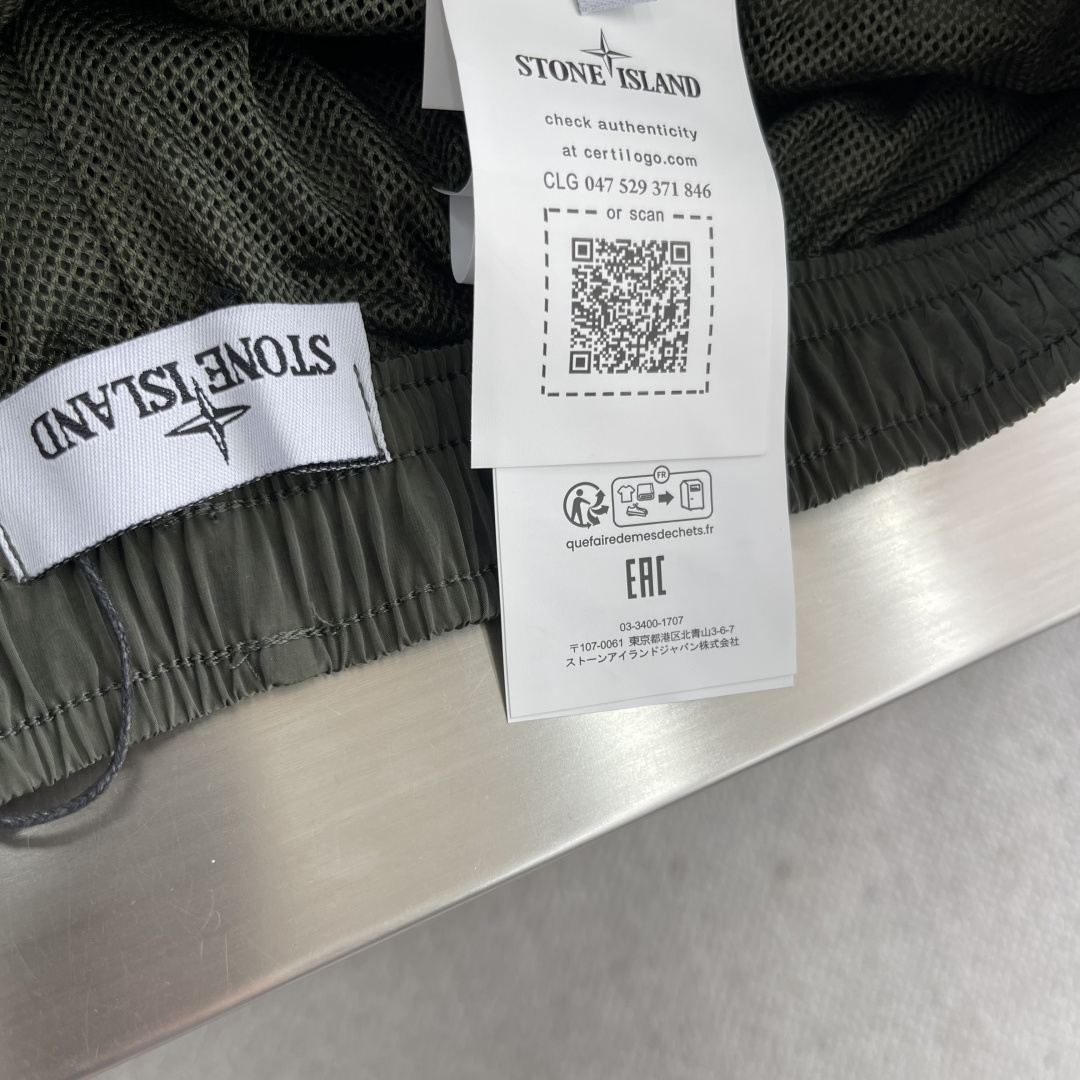 STONE ISLAND
check authenticity
at certilogo.com
CLG 047 529 371 846
or scan
STONE ISLAND
FR
quefairedemesdechets.fr
EAC
03-3400-1707
〒107-0061 東京都港区北青山3-6-7
ストーンアイランドジャパン株式会社